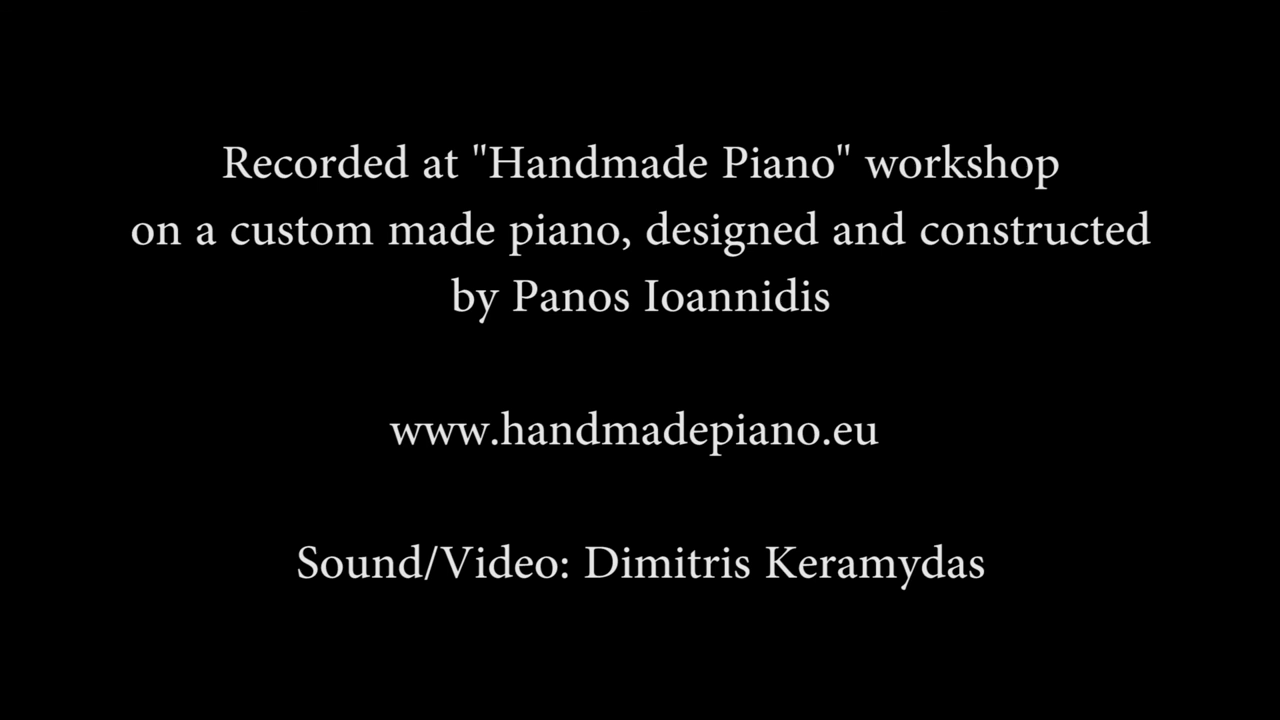 Recorded at "Handmade Piano" workshop
on a custom made piano, designed and constructed
by Panos Ioannidis
www.handmadepiano.eu
Sound/Video: Dimitris Keramydas